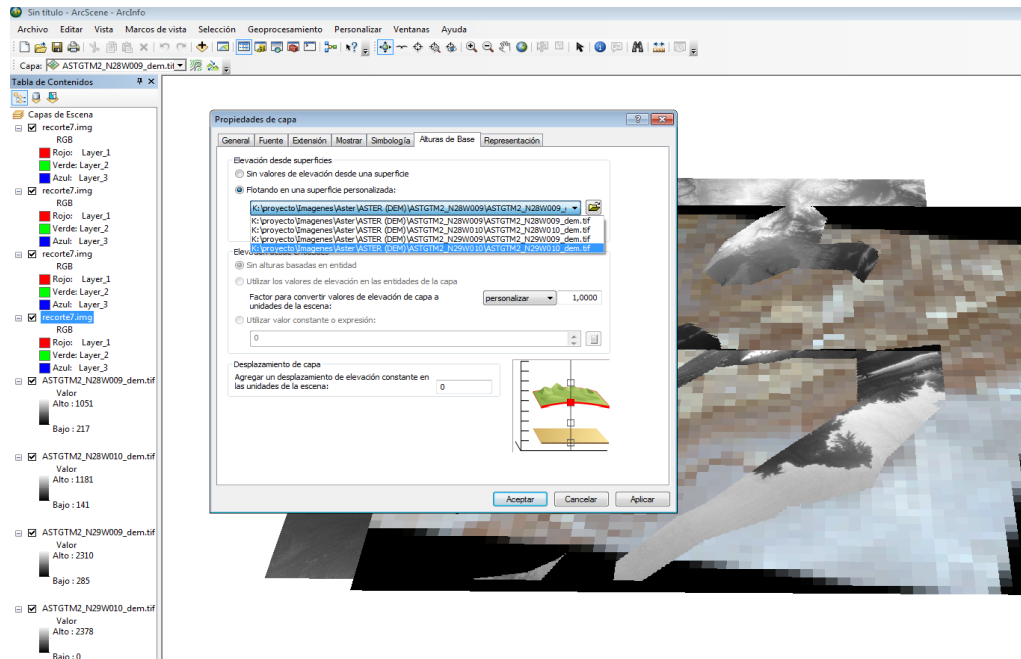 Sin título - ArcScene - ArcInfo
Archivo Editar Vista Marcos de vista Selección Geoprocesamiento Personalizar Ventanas Ayuda
Capa: ASTGTM2_N28W009_dem.tif
Tabla de Contenidos
Capas de Escena
recorte7.img
RGB
Rojo: Layer_1
Verde: Layer_2
Azul: Layer_3
recorte7.img
RGB
Rojo: Layer_1
Verde: Layer_2
Azul: Layer_3
recorte7.img
RGB
Rojo: Layer_1
Verde: Layer_2
Azul: Layer_3
recorte7.img
RGB
Rojo: Layer_1
Verde: Layer_2
Azul: Layer_3
ASTGTM2_N28W009_dem.tif
Valor
Alto : 1051
Bajo : 217
ASTGTM2_N28W010_dem.tif
Valor
Alto : 1181
Bajo : 141
ASTGTM2_N29W009_dem.tif
Valor
Alto : 2310
Bajo : 285
ASTGTM2_N29W010_dem.tif
Valor
Alto : 2378
Bajo : 0
Propiedades de capa
General Fuente Extensión Mostrar Simbología Alturas de Base Representación
Elevación desde superficies
Sin valores de elevación desde una superficie
Flotando en una superficie personalizada:
K:\proyecto\Imagenes\Aster\ASTER (DEM)\ASTGTM2_N28W009\ASTGTM2_N28W009_
K:\proyecto\Imagenes\Aster\ASTER (DEM)\ASTGTM2_N28W009\ASTGTM2_N28W009_dem.tif
K:\proyecto\Imagenes\Aster\ASTER (DEM)\ASTGTM2_N28W010\ASTGTM2_N28W010_dem.tif
K:\proyecto\Imagenes\Aster\ASTER (DEM)\ASTGTM2_N29W009\ASTGTM2_N29W009_dem.tif
K:\proyecto\Imagenes\Aster\ASTER (DEM)\ASTGTM2_N29W010\ASTGTM2_N29W010_dem.tif
Sin alturas basadas en entidad
Utilizar los valores de elevación en las entidades de la capa
Factor para convertir valores de elevación de capa a
unidades de la escena:
personalizar 1,0000
Utilizar valor constante o expresión:
0
Desplazamiento de capa
Agregar un desplazamiento de elevación constante en
las unidades de la escena:
0
Aceptar Cancelar Aplicar